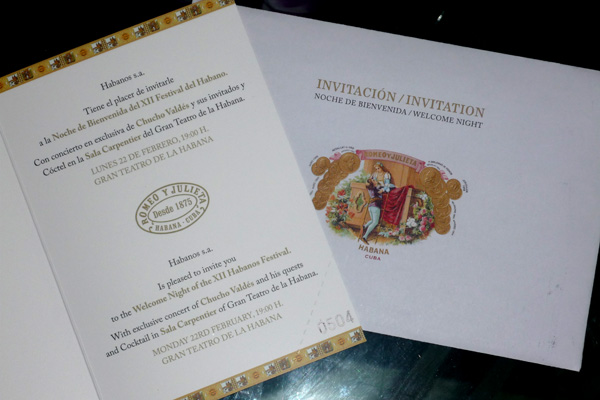 Habanos s.a.
Tiene el placer de invitarle
a la Noche de Bienvenida del XII Festival del Habano.
Con concierto en exclusiva de Chucho Valdés y sus invitados y
Cóctel en la Sala Carpentier del Gran Teatro de la Habana.
LUNES 22 DE FEBRERO, 19:00 H.
GRAN TEATRO DE LA HABANA
ROMEO Y JULIETA
Desde 1875
HABANA - CUBA
Habanos s.a.
Is pleased to invite you
to the Welcome Night of the XII Habanos Festival.
With exclusive concert of Chucho Valdés and his quests
and Cocktail in Sala Carpentier of Gran Teatro de la Habana.
MONDAY 22RD FEBRUARY, 19:00 H.
GRAN TEATRO DE LA HABANA
0504
INVITACIÓN / INVITATION
NOCHE DE BIENVENIDA / WELCOME NIGHT
ROMEO Y JULIETA
HABANA
CUBA